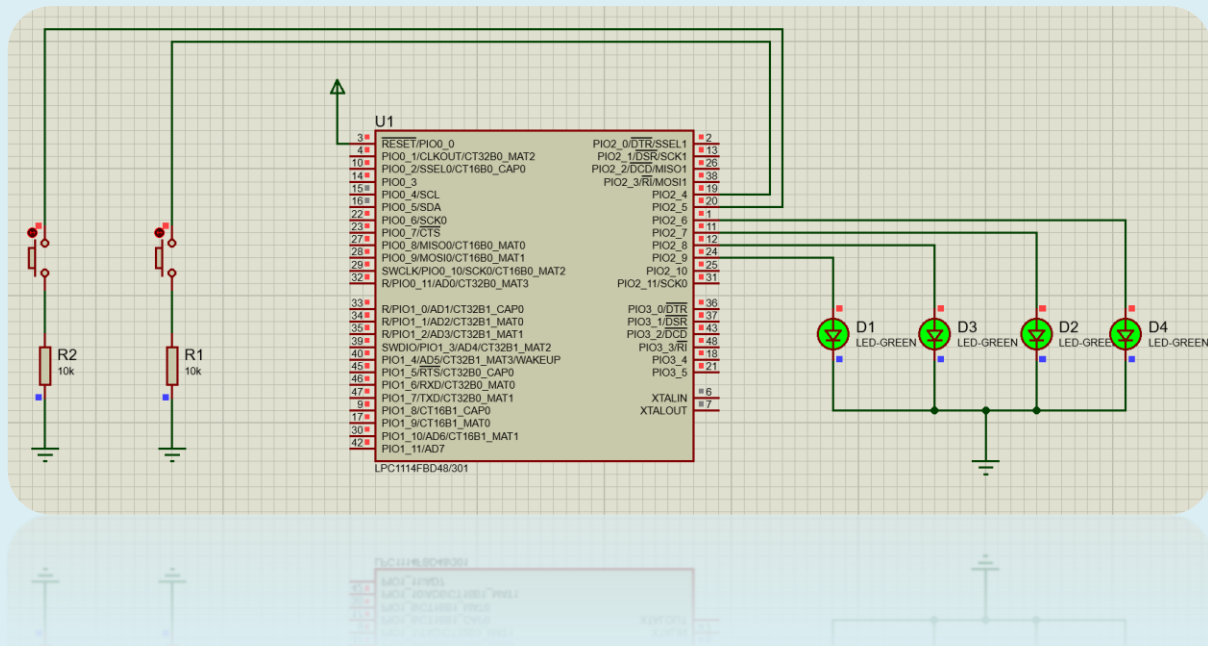 U1
3 RESET/PIO0_0
4 PIO0_1/CLKOUT/CT32B0_MAT2
10 PIO0_2/SSEL0/CT16B0_CAP0
14 PIO0_3
15 PIO0_4/SCL
16 PIO0_5/SDA
22 PIO0_6/SCK0
23 PIO0_7/CTS
27 PIO0_8/MISO0/CT16B0_MAT0
28 PIO0_9/MOSI0/CT16B0_MAT1
29 SWCLK/PIO0_10/SCK0/CT16B0_MAT2
32 R/PIO0_11/AD0/CT32B0_MAT3
33 R/PIO1_0/AD1/CT32B1_CAP0
34 R/PIO1_1/AD2/CT32B1_MAT0
35 R/PIO1_2/AD3/CT32B1_MAT1
39 SWDIO/PIO1_3/AD4/CT32B1_MAT2
40 PIO1_4/AD5/CT32B1_MAT3/WAKEUP
45 PIO1_5/RTS/CT32B0_CAP0
46 PIO1_6/RXD/CT32B0_MAT0
47 PIO1_7/TXD/CT32B0_MAT1
9 PIO1_8/CT16B1_CAP0
17 PIO1_9/CT16B1_MAT0
30 PIO1_10/AD6/CT16B1_MAT1
42 PIO1_11/AD7
PIO2_0/DTR/SSEL1 2
PIO2_1/DSR/SCK1 13
PIO2_2/DCD/MISO1 26
PIO2_3/RI/MOSI1 38
PIO2_4 19
PIO2_5 20
PIO2_6 1
PIO2_7 11
PIO2_8 12
PIO2_9 24
PIO2_10 25
PIO2_11/SCK0 31
PIO3_0/DTR 36
PIO3_1/DSR 37
PIO3_2/DCD 43
PIO3_3/RI 48
PIO3_4 18
PIO3_5 21
XTALIN 6
XTALOUT 7
LPC1114FBD48/301
R2
10k
R1
10k
D1
LED-GREEN
D3
LED-GREEN
D2
LED-GREE
D4
LED-GREEN